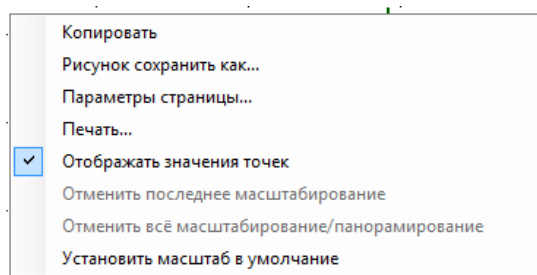 Копировать
Рисунок сохранить как...
Параметры страницы...
Печать...
Отображать значения точек
Отменить последнее масштабирование
Отменить всё масштабирование/панорамирование
Установить масштаб в умолчание